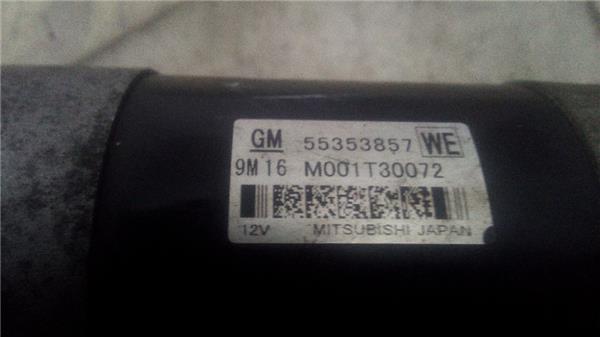 GM 55353857 WE
9M16 M001T30072
12V MITSUBISHI JAPAN